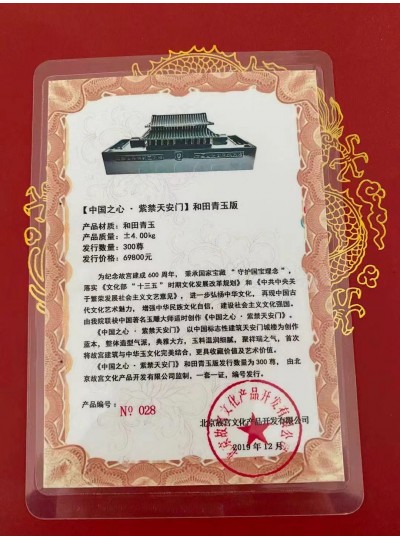 【中国之心·紫禁天安门】和田青玉版
产品材质：和田青玉
产品质量：±4.00kg
发行数量：300尊
发行价格：69800元
为纪念故宫建成600周年，秉承国家宝藏“守护国宝理念”，
落实《文化部“十三五”时期文化发展改革规划》和《中共中央关
于繁荣发展社会主义文艺意见》，进一步弘扬中华文化，再现中国古
代文化艺术魅力，增强中华民族文化自信，建设社会主义文化强国。
由我院联袂中国著名玉雕大师遥时创作《中国之心·紫禁天安门》。
《中国之心·紫禁天安门》以中国标志性建筑天安门城楼为创作
蓝本，整体造型气派，典雅大方，玉料温润细腻，聚祥瑞之气，首次
将故宫建筑与中华玉文化完美结合，更具收藏价值及艺术价值。
《中国之心·紫禁天安门》和田青玉版发行数量为300尊，由北
京故宫文化产品开发有限公司监制，一套一证，编号发行。
产品编号：
№ 028
北京故宫文化产品开发有限公司
2019年12月